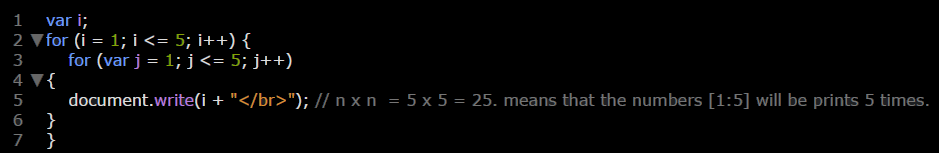 1 var i;
2 ▼for (i = 1; i <= 5; i++) {
3 for (var j = 1; j <= 5; j++)
4 ▼{
5 document.write(i + "</br>"); // n x n  = 5 x 5 = 25. means that the numbers [1:5] will be prints 5 times.
6 }
7 }